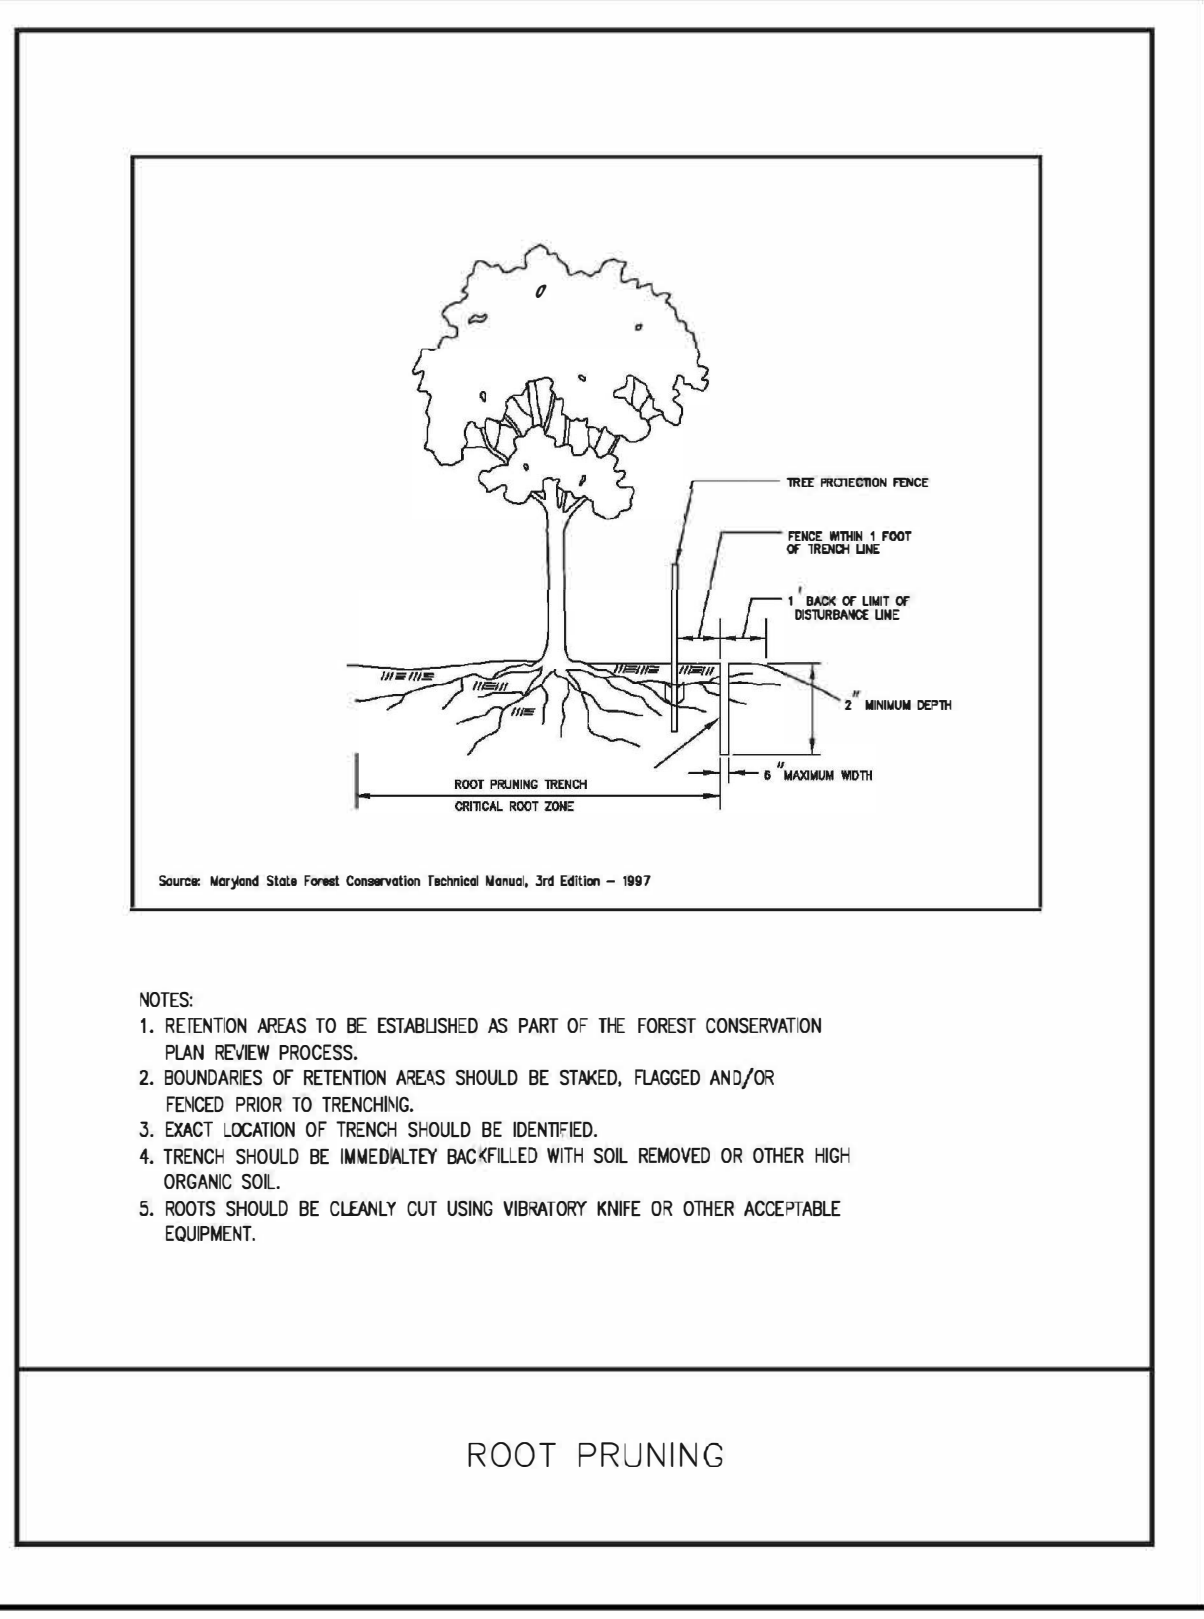 TREE PROTECTION FENCE
FENCE WITHIN 1 FOOT
OF TRENCH LINE
1' BACK OF LIMIT OF
DISTURBANCE LINE
2" MINIMUM DEPTH
6" MAXIMUM WIDTH
ROOT PRUNING TRENCH
CRITICAL ROOT ZONE
Source: Maryland State Forest Conservation Technical Manual, 3rd Edition – 1997
NOTES:
1. RETENTION AREAS TO BE ESTABLISHED AS PART OF THE FOREST CONSERVATION
PLAN REVIEW PROCESS.
2. BOUNDARIES OF RETENTION AREAS SHOULD BE STAKED, FLAGGED AND/OR
FENCED PRIOR TO TRENCHING.
3. EXACT LOCATION OF TRENCH SHOULD BE IDENTIFIED.
4. TRENCH SHOULD BE IMMEDIALTEY BACKFILLED WITH SOIL REMOVED OR OTHER HIGH
ORGANIC SOIL.
5. ROOTS SHOULD BE CLEANLY CUT USING VIBRATORY KNIFE OR OTHER ACCEPTABLE
EQUIPMENT.
ROOT PRUNING